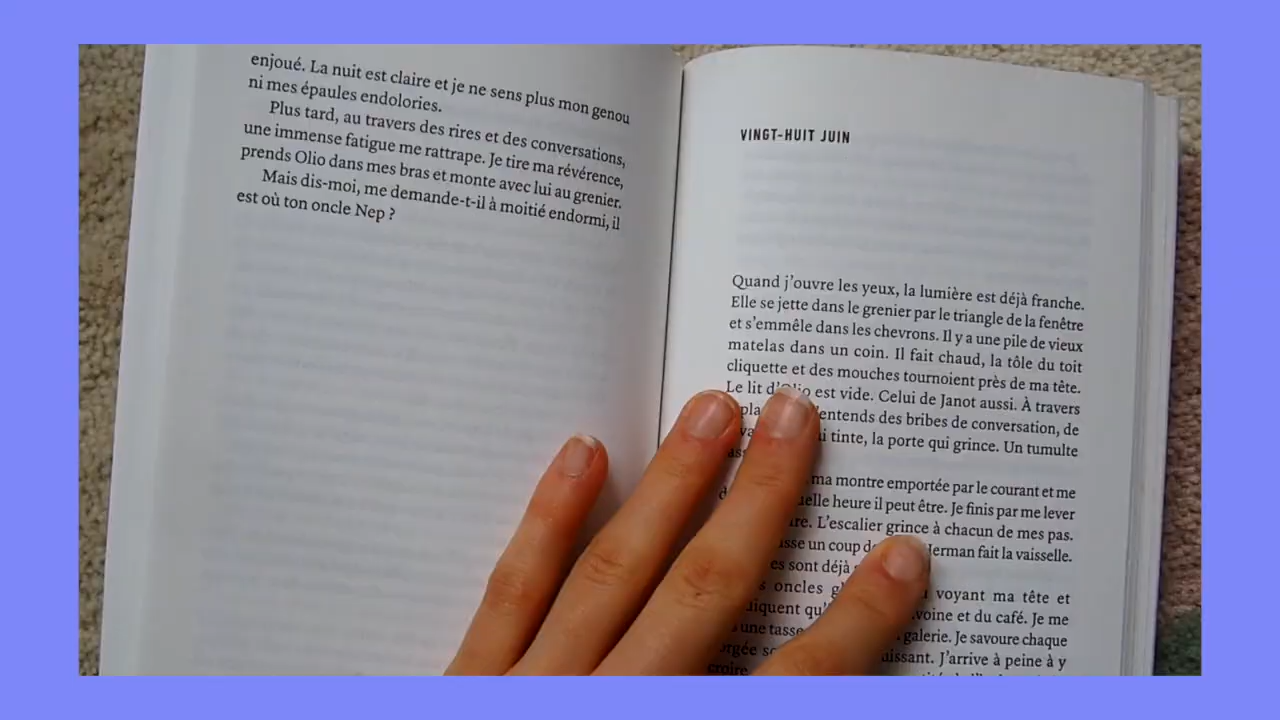 enjoué. La nuit est claire et je ne sens plus mon genou
ni mes épaules endolories.
Plus tard, au travers des rires et des conversations,
une immense fatigue me rattrape. Je tire ma révérence,
prends Olio dans mes bras et monte avec lui au grenier.
Mais dis-moi, me demande-t-il à moitié endormi, il
est où ton oncle Nep ?
VINGT-HUIT JUIN
Quand j'ouvre les yeux, la lumière est déjà franche.
Elle se jette dans le grenier par le triangle de la fenêtre
et s'emmêle dans les chevrons. Il y a une pile de vieux
matelas dans un coin. Il fait chaud, la tôle du toit
cliquette et des mouches tournoient près de ma tête.
Le lit d'Olio est vide. Celui de Janot aussi. À travers
des bribes de conversation, de
tinte, la porte qui grince. Un tumulte
ma montre emportée par le courant et me
heure il peut être. Je finis par me lever
L'escalier grince à chacun de mes pas.
un coup Herman fait la vaisselle.
sont déjà
oncles voyant ma tête et
et du café. Je me
une galerie. Je savoure chaque
J'arrive à peine à y
croire